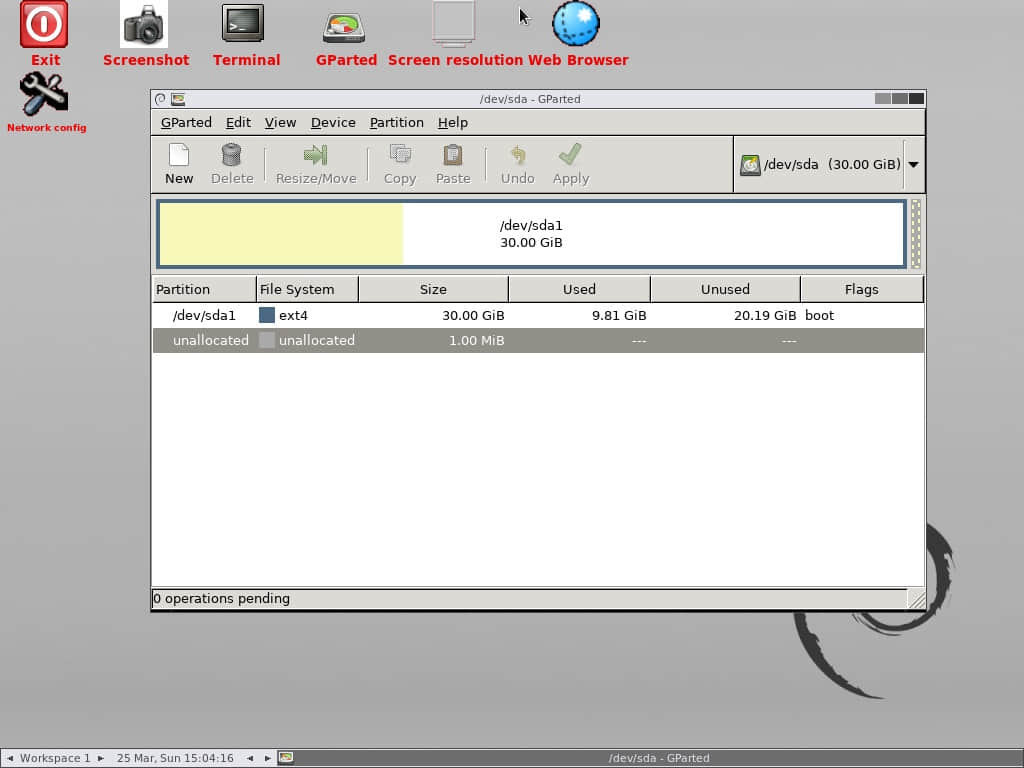 Exit
Screenshot
Terminal
GParted
Screen resolution
Web Browser
Network config
/dev/sda - GParted
GParted Edit View Device Partition Help
New Delete Resize/Move Copy Paste Undo Apply
/dev/sda (30.00 GiB)
/dev/sda1
30.00 GiB
Partition File System Size Used Unused Flags
/dev/sda1 ext4 30.00 GiB 9.81 GiB 20.19 GiB boot
unallocated unallocated 1.00 MiB --- ---
0 operations pending
Workspace 1 25 Mar, Sun 15:04:16 /dev/sda - GParted